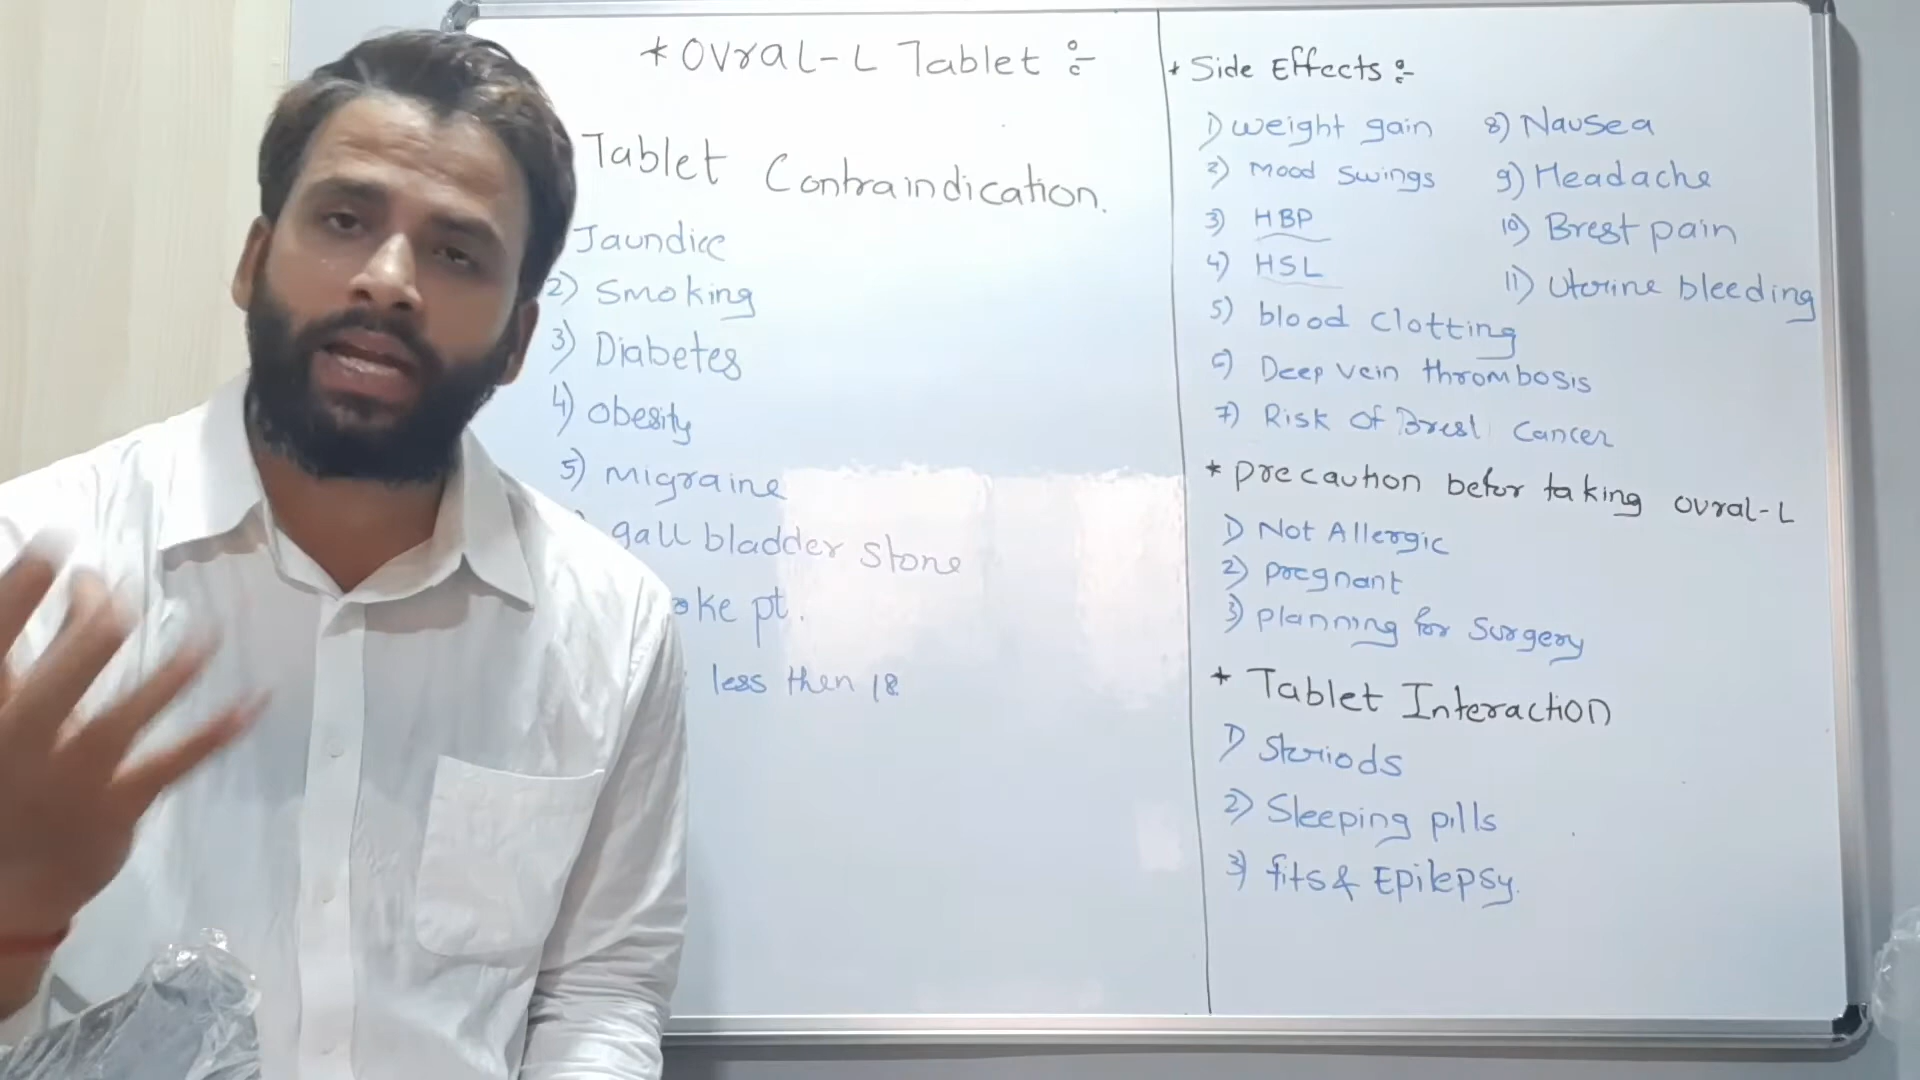 * Ovral-L Tablet :-
Tablet Contraindication.
Jaundice
2) Smoking
3) Diabetes
4) Obesity
5) migraine
gall bladder stone
pt.
less then 18
* Side Effects :-
1) weight gain
2) Mood Swings
3) HBP
4) HSL
5) blood Clotting
6) Deep vein thrombosis
7) Risk Of Brest Cancer
8) Nausea
9) Headache
10) Brest pain
11) Uterine bleeding
* Precaution befor taking ovral-L
1) Not Allergic
2) pregnant
3) planning for Surgery
* Tablet Interaction
1) Steriods
2) Sleeping pills
3) fits & Epilepsy.